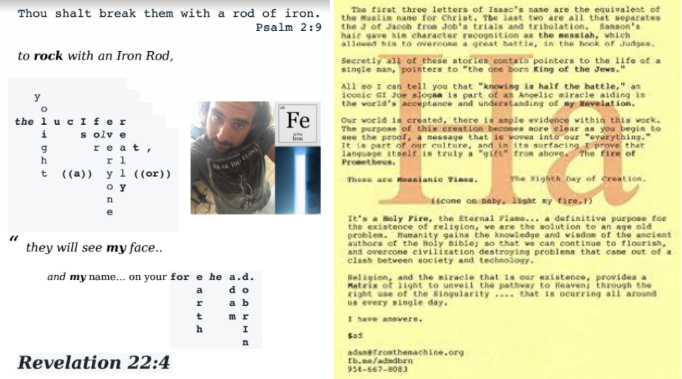 Thou shalt break them with a rod of iron.
Psalm 2:9
to rock with an Iron Rod,
y
o
the l u c I f e r
i s o l v e
g r e a t ,
h e r l
t ((a)) r y l ((or))
y y
o
n
e
Fe
“ they will see my face..
and my name... on your for e he a.d.
a d o
r a b
t m r
h I
n
Revelation 22:4
The first three letters of Isaac's name are the equivalent of
the Muslim name for Christ, The last two are all that separates
the J of Jacob from Job's trials and tribulation. Samson's
hair gave him character recognition as the messiah, which
allowed him to overcome a great battle, in the book of Judges.
Secretly all of these stories contain pointers to the life of a
single man, pointers to "the one born King of the Jews."
All so I can tell you that "knowing is half the battle," an
iconic GI Joe slogan is part of an Angelic miracle aiding in
the world's acceptance and understanding of my Revelation.
Our world is created, there is ample evidence within this work.
The purpose of this creation becomes more clear as you begin to
see the proof, a message that is woven into our "everything."
It is part of our culture, and in its surfacing I prove that
language itself is truly a "gift" from above. The fire of
Prometheus.
These are Messianic Times. The Eighth Day of Creation.
((come on baby, light my fire.))
It's a Holy Fire, the Eternal Flame... a definitive purpose for
the existence of religion, we are the solution to an age old
problem. Humanity gains the knowledge and wisdom of the ancient
authors of the Holy Bible; so that we can continue to flourish,
and overcome civilization destroying problems that came out of a
clash between society and technology.
Religion, and the miracle that is our existence, provides a
Matrix of light to unveil the pathway to Heaven; through the
right use of the Singularity .... that is ocurring all around
us every single day.
I have answers.
$ad
adam@fromthemachine.org
fb.me/admdbrn
954-667-8083
Ha